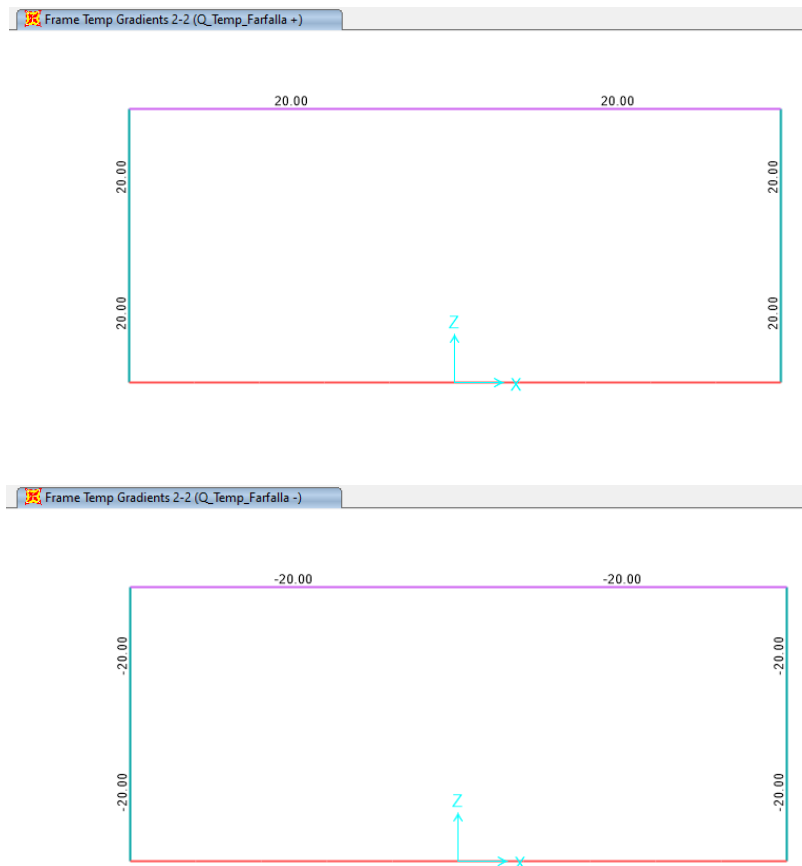 Frame Temp Gradients 2-2 (Q_Temp_Farfalla +)
20.00 20.00
20.00 20.00
20.00 20.00
Z
X
Frame Temp Gradients 2-2 (Q_Temp_Farfalla -)
-20.00 -20.00
-20.00 -20.00
-20.00 -20.00
Z
X